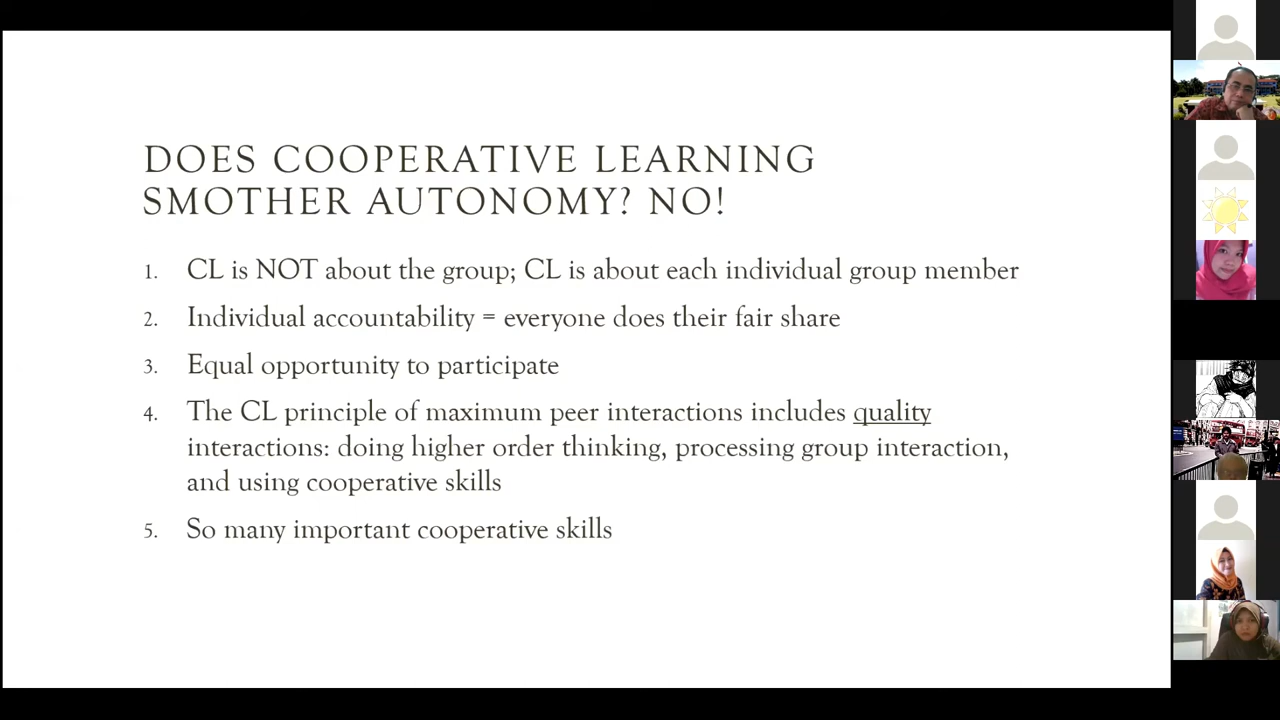 DOES COOPERATIVE LEARNING
SMOTHER AUTONOMY? NO!
1. CL is NOT about the group; CL is about each individual group member
2. Individual accountability = everyone does their fair share
3. Equal opportunity to participate
4. The CL principle of maximum peer interactions includes quality
interactions: doing higher order thinking, processing group interaction,
and using cooperative skills
5. So many important cooperative skills